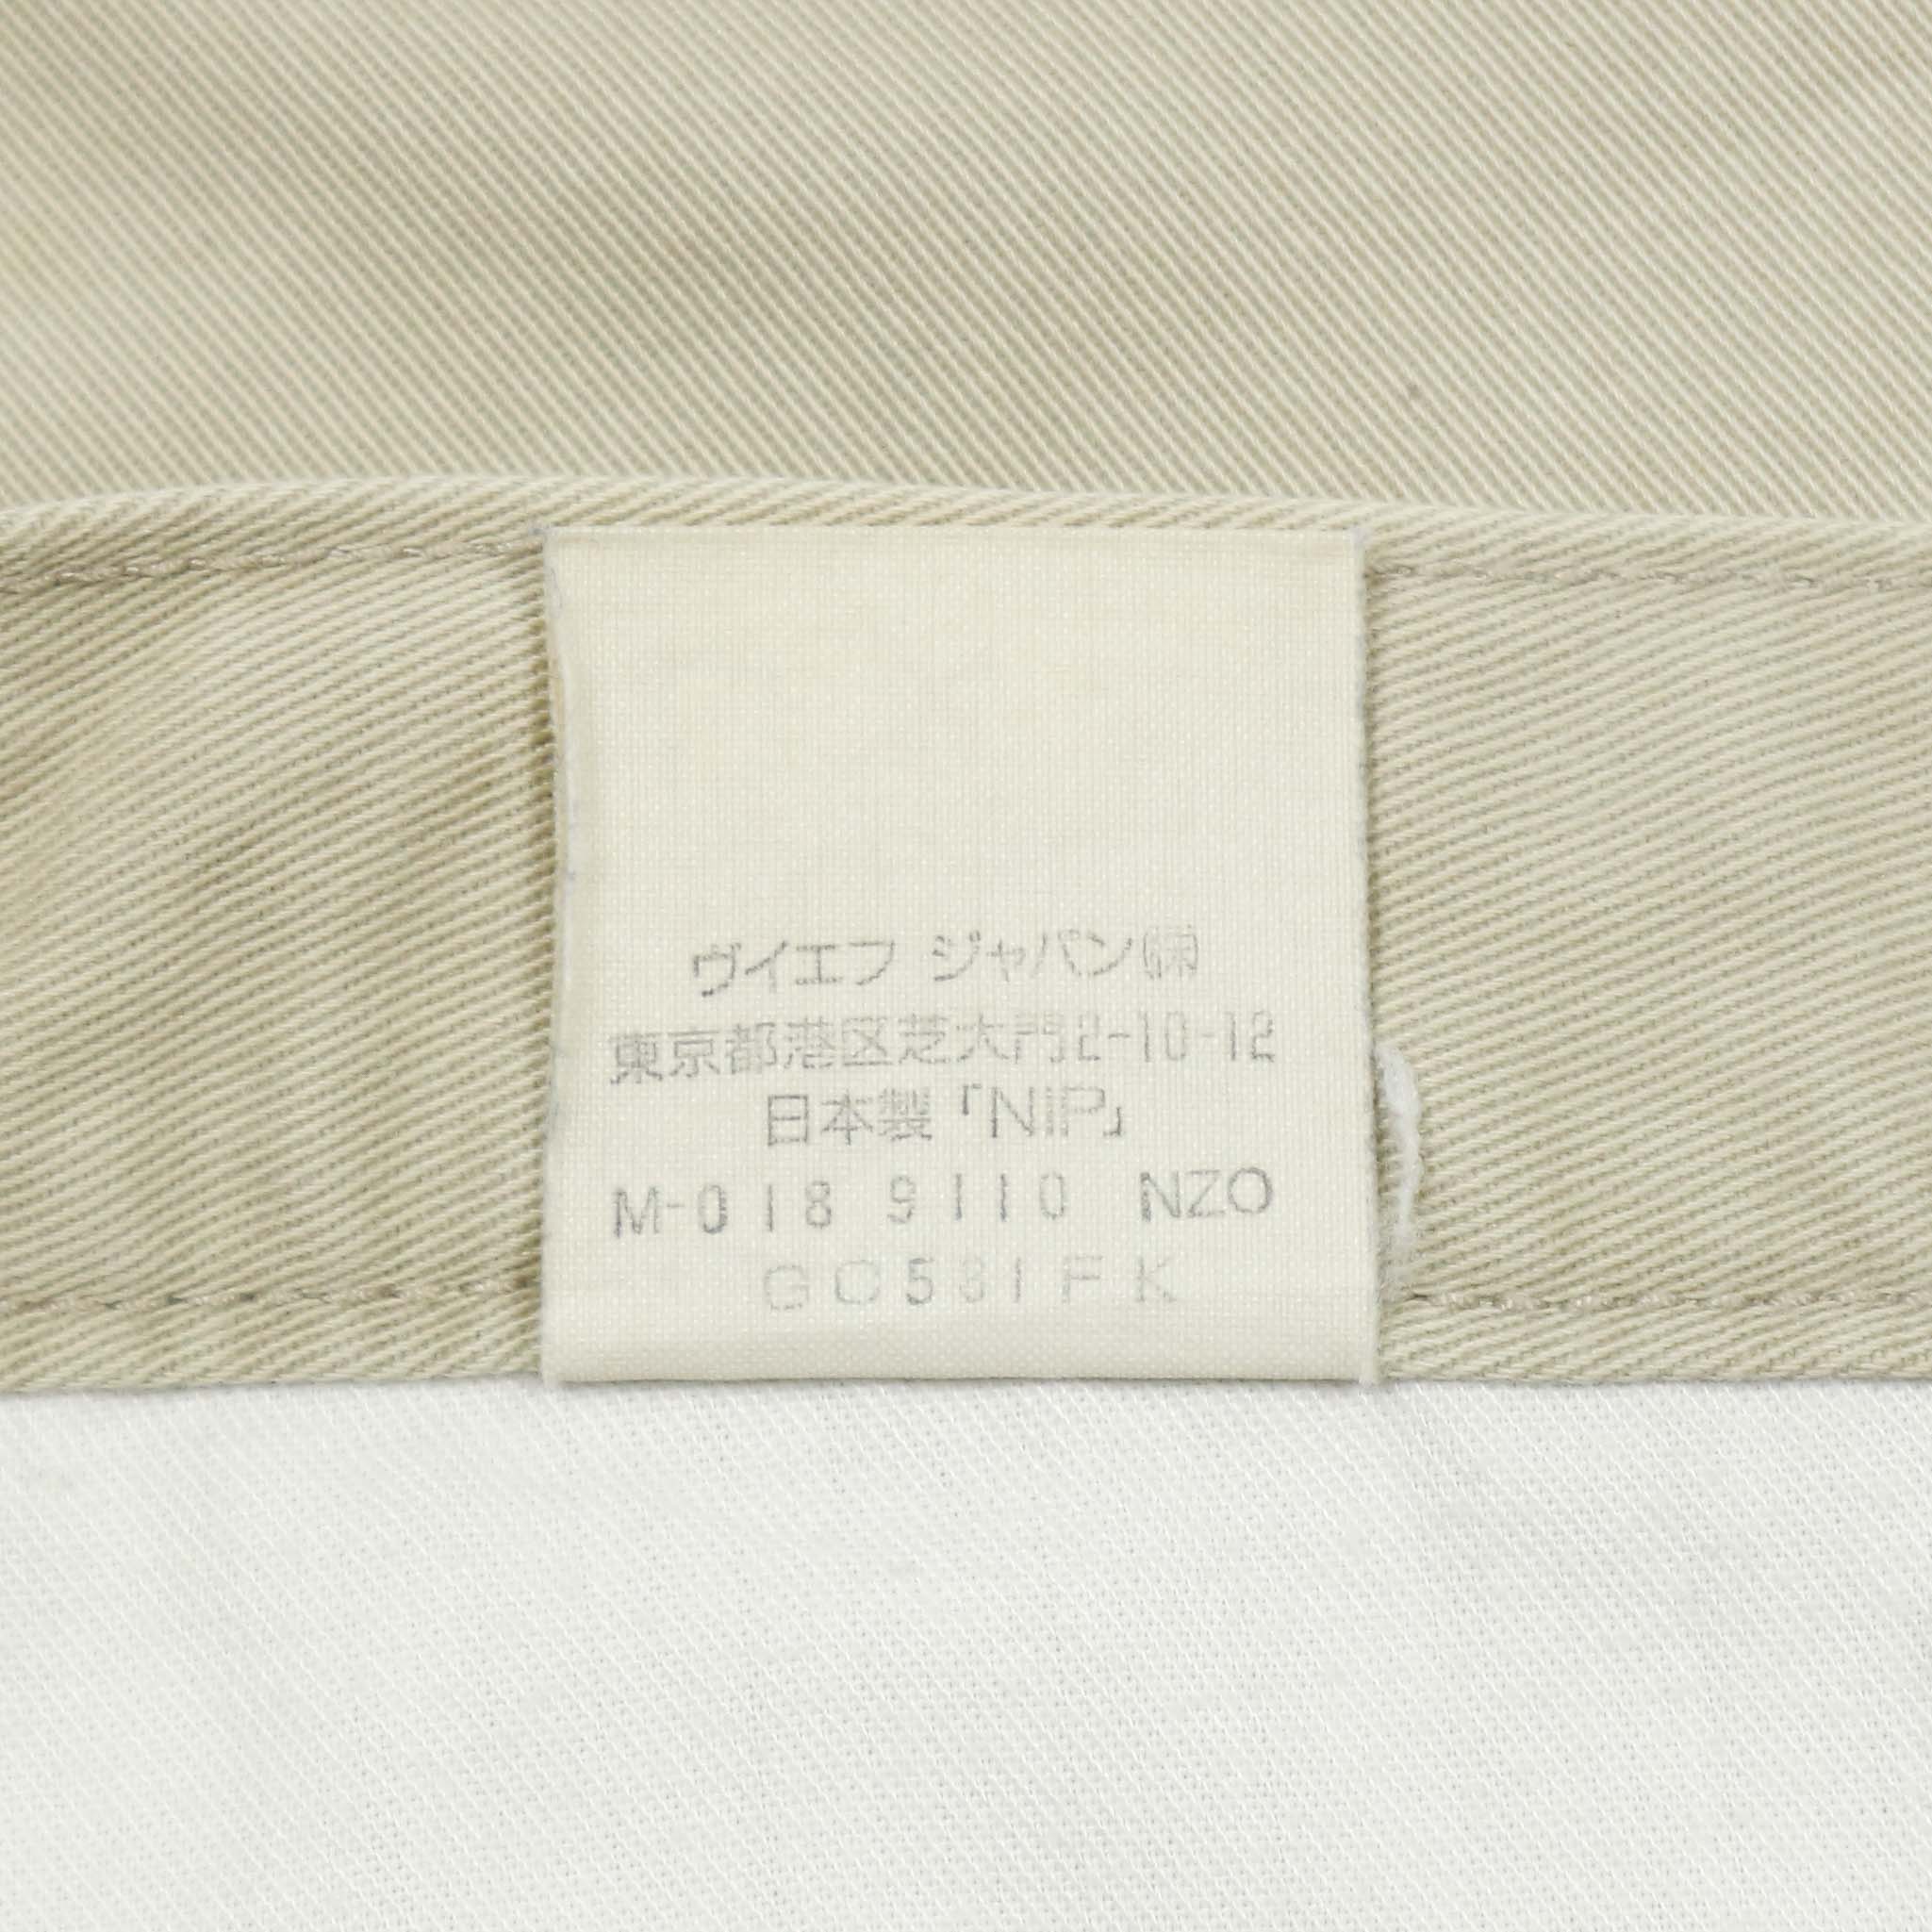 ヴイエフ ジャパン㈱
東京都港区芝大門2-10-12
日本製「NIP」
M-018 9110 NZO
GC531FK